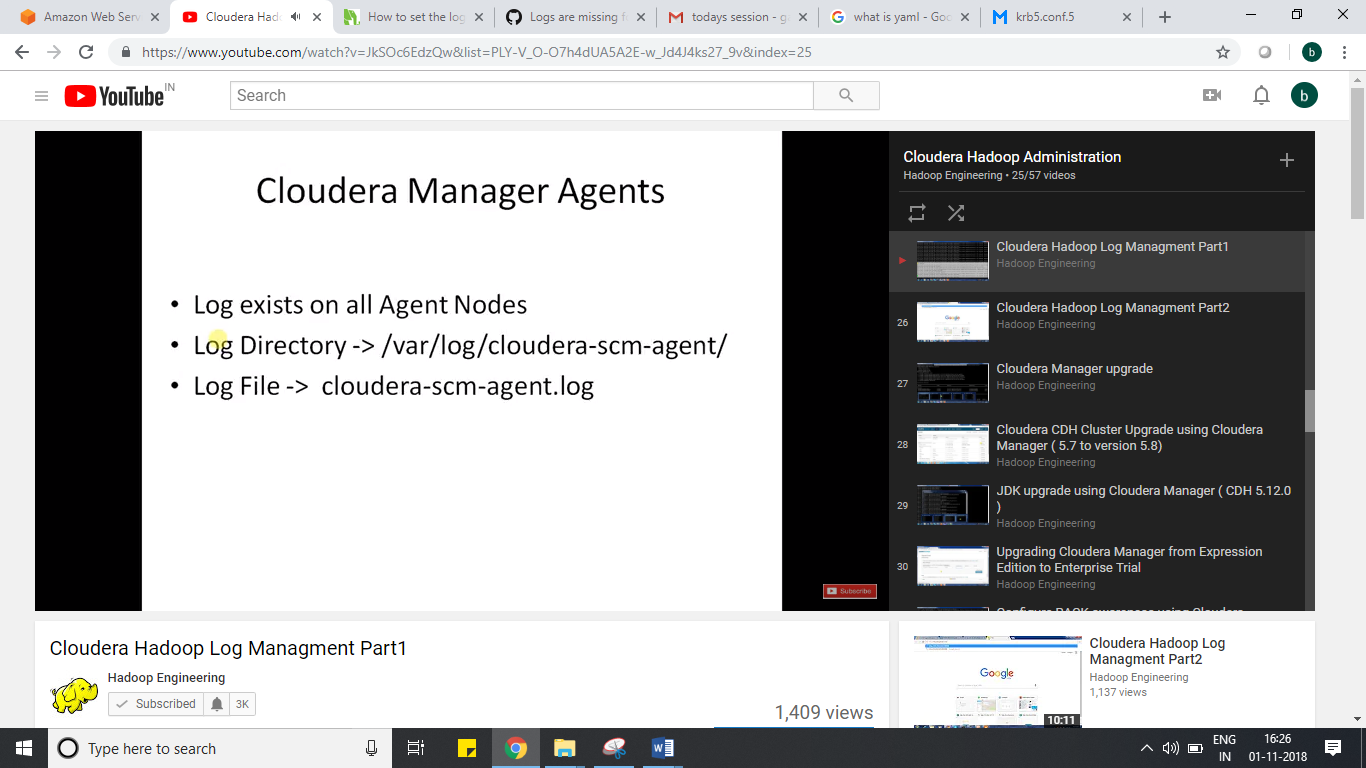 Amazon Web Serv
Cloudera Had
How to set the log
Logs are missing f
todays session - g
what is yaml - Goo
krb5.conf.5
https://www.youtube.com/watch?v=JkSOc6EdzQw&list=PLY-V_O-O7h4dUA5A2E-w_Jd4J4ks27_9v&index=25
b
YouTube IN
Search
b
Cloudera Manager Agents
• Log exists on all Agent Nodes
• Log Directory -> /var/log/cloudera-scm-agent/
• Log File -> cloudera-scm-agent.log
Subscribe
Cloudera Hadoop Administration
Hadoop Engineering • 25/57 videos
Cloudera Hadoop Log Managment Part1
Hadoop Engineering
26
Cloudera Hadoop Log Managment Part2
Hadoop Engineering
27
Cloudera Manager upgrade
Hadoop Engineering
28
Cloudera CDH Cluster Upgrade using Cloudera
Manager ( 5.7 to version 5.8)
Hadoop Engineering
29
JDK upgrade using Cloudera Manager ( CDH 5.12.0
)
Hadoop Engineering
30
Upgrading Cloudera Manager from Expression
Edition to Enterprise Trial
Hadoop Engineering
Configure RACK awareness using Cloudera
Cloudera Hadoop Log Managment Part1
Hadoop Engineering
Subscribed
3K
1,409 views
Google
10:11
Cloudera Hadoop Log
Managment Part2
Hadoop Engineering
1,137 views
Type here to search
ENG
IN
16:26
01-11-2018